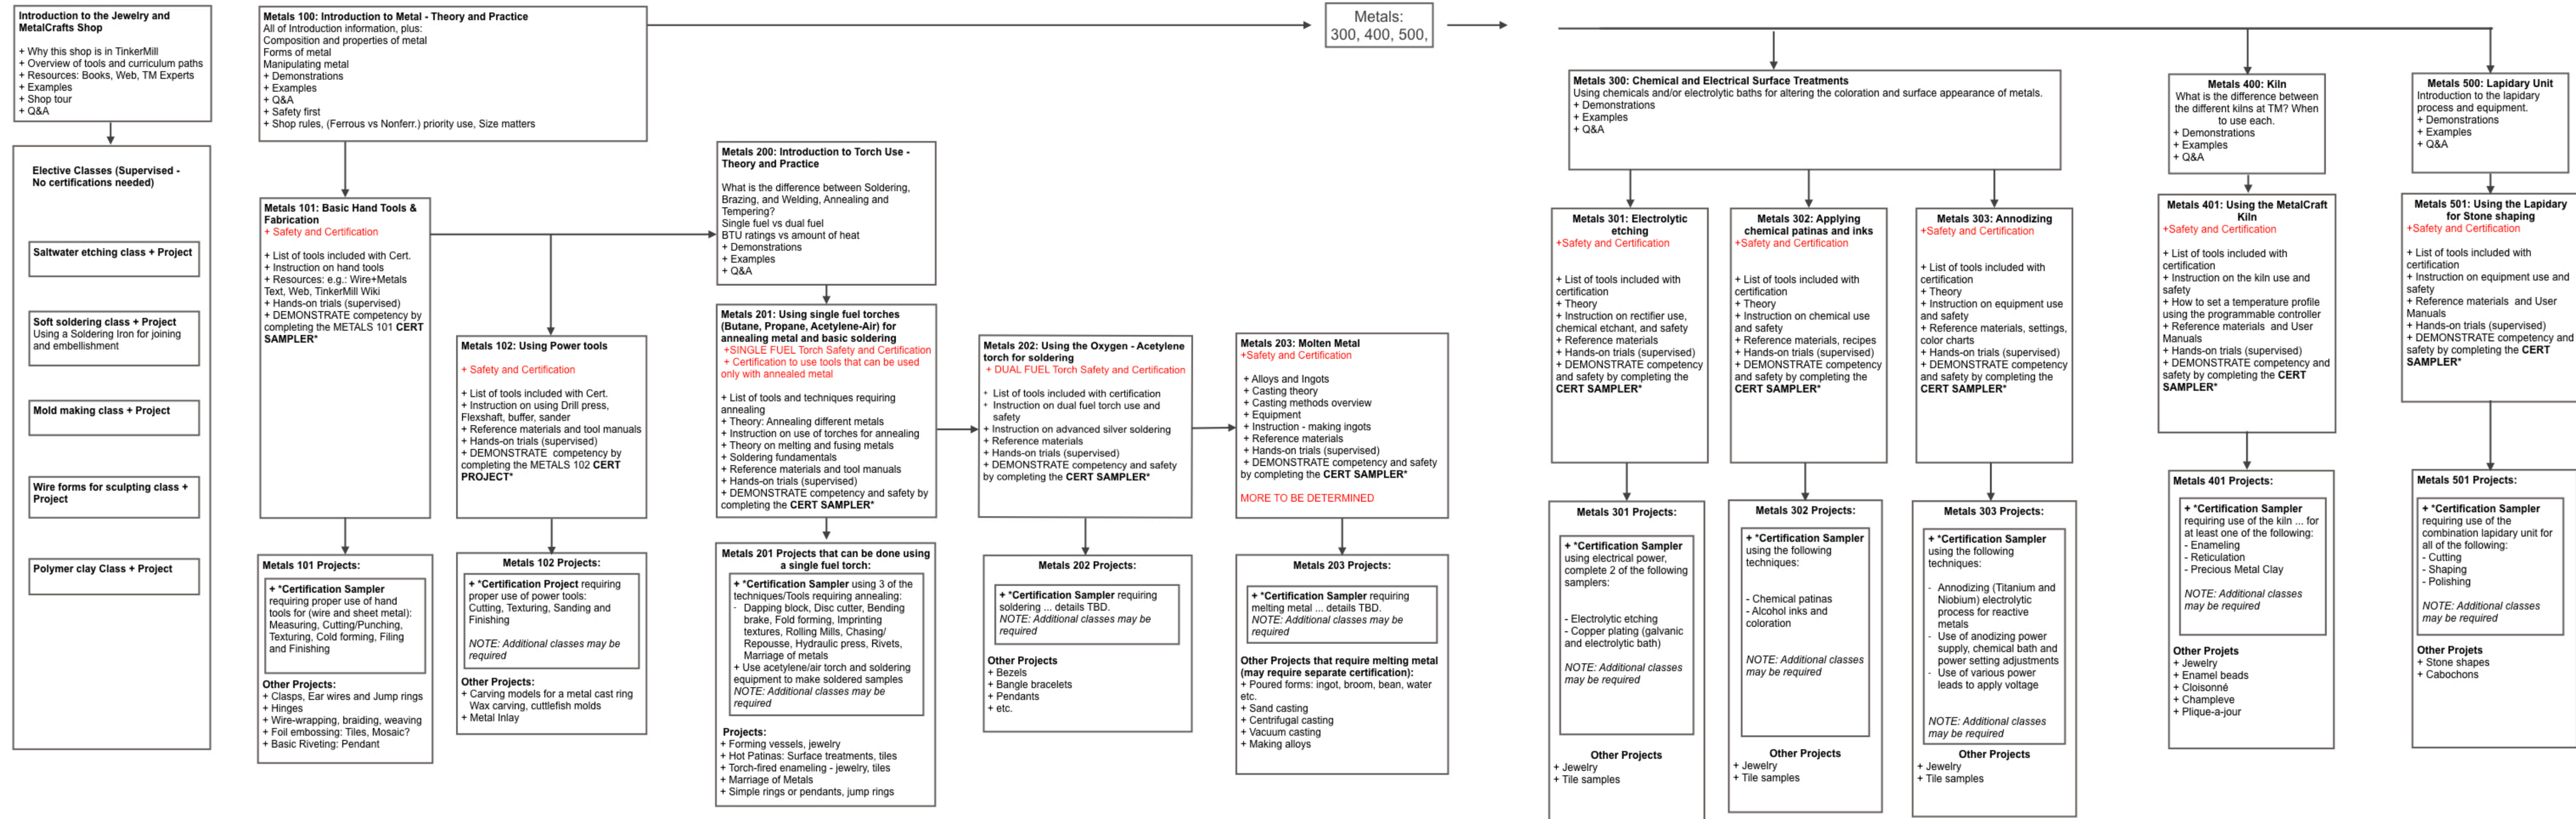 Introduction to the Jewelry and
MetalCrafts Shop
+ Why this shop is in TinkerMill
+ Overview of tools and curriculum paths
+ Resources: Books, Web, TM Experts
+ Examples
+ Shop tour
+ Q&A
Elective Classes (Supervised -
No certifications needed)
Saltwater etching class + Project
Soft soldering class + Project
Using a Soldering Iron for joining
and embellishment
Mold making class + Project
Wire forms for sculpting class +
Project
Polymer clay Class + Project
Metals 100: Introduction to Metal - Theory and Practice
All of Introduction information, plus:
Composition and properties of metal
Forms of metal
Manipulating metal
+ Demonstrations
+ Examples
+ Q&A
+ Safety first
+ Shop rules, (Ferrous vs Nonferr.) priority use, Size matters
Metals 101: Basic Hand Tools &
Fabrication
+ Safety and Certification
+ List of tools included with Cert.
+ Instruction on hand tools
+ Resources: e.g.: Wire+Metals
Text, Web, TinkerMill Wiki
+ Hands-on trials (supervised)
+ DEMONSTRATE competency by
completing the METALS 101 CERT
SAMPLER*
Metals 101 Projects:
+ *Certification Sampler
requiring proper use of hand
tools for (wire and sheet metal):
Measuring, Cutting/Punching,
Texturing, Cold forming, Filing
and Finishing
Other Projects:
+ Clasps, Ear wires and Jump rings
+ Hinges
+ Wire-wrapping, braiding, weaving
+ Foil embossing: Tiles, Mosaic?
+ Basic Riveting: Pendant
Metals 102: Using Power tools
+ Safety and Certification
+ List of tools included with Cert.
+ Instruction on using Drill press,
Flexshaft, buffer, sander
+ Reference materials and tool manuals
+ Hands-on trials (supervised)
+ DEMONSTRATE  competency by
completing the METALS 102 CERT
PROJECT*
Metals 102 Projects:
+ *Certification Project requiring
proper use of power tools:
Cutting, Texturing, Sanding and
Finishing
NOTE: Additional classes may be
required
Other Projects:
+ Carving models for a metal cast ring
Wax carving, cuttlefish molds
+ Metal Inlay
Metals 200: Introduction to Torch Use -
Theory and Practice
What is the difference between Soldering,
Brazing, and Welding, Annealing and
Tempering?
Single fuel vs dual fuel
BTU ratings vs amount of heat
+ Demonstrations
+ Examples
+ Q&A
Metals 201: Using single fuel torches
(Butane, Propane, Acetylene-Air) for
annealing metal and basic soldering
+SINGLE FUEL Torch Safety and Certification
+ Certification to use tools that can be used
only with annealed metal
+ List of tools and techniques requiring
annealing
+ Theory: Annealing different metals
+ Instruction on use of torches for annealing
+ Theory on melting and fusing metals
+ Soldering fundamentals
+ Reference materials and tool manuals
+ Hands-on trials (supervised)
+ DEMONSTRATE competency and safety by
completing the CERT SAMPLER*
Metals 201 Projects that can be done using
a single fuel torch:
+ *Certification Sampler using 3 of the
techniques/Tools requiring annealing:
- Dapping block, Disc cutter, Bending
brake, Fold forming, Imprinting
textures, Rolling Mills, Chasing/
Repousse, Hydraulic press, Rivets,
Marriage of metals
+ Use acetylene/air torch and soldering
equipment to make soldered samples
NOTE: Additional classes may be
required
Projects:
+ Forming vessels, jewelry
+ Hot Patinas: Surface treatments, tiles
+ Torch-fired enameling - jewelry, tiles
+ Marriage of Metals
+ Simple rings or pendants, jump rings
Metals 202: Using the Oxygen - Acetylene
torch for soldering
+ DUAL FUEL Torch Safety and Certification
+ List of tools included with certification
+ Instruction on dual fuel torch use and
safety
+ Instruction on advanced silver soldering
+ Reference materials
+ Hands-on trials (supervised)
+ DEMONSTRATE competency and safety
by completing the CERT SAMPLER*
Metals 202 Projects:
+ *Certification Sampler requiring
soldering ... details TBD.
NOTE: Additional classes may be
required
Other Projects
+ Bezels
+ Bangle bracelets
+ Pendants
+ etc.
Metals 203: Molten Metal
+Safety and Certification
+ Alloys and Ingots
+ Casting theory
+ Casting methods overview
+ Equipment
+ Instruction - making ingots
+ Reference materials
+ Hands-on trials (supervised)
+ DEMONSTRATE competency and safety
by completing the CERT SAMPLER*
MORE TO BE DETERMINED
Metals 203 Projects:
+ *Certification Sampler requiring
melting metal ... details TBD.
NOTE: Additional classes may be
required
Other Projects that require melting metal
(may require separate certification):
+ Poured forms: ingot, broom, bean, water
etc.
+ Sand casting
+ Centrifugal casting
+ Vacuum casting
+ Making alloys
Metals:
300, 400, 500,
Metals 300: Chemical and Electrical Surface Treatments
Using chemicals and/or electrolytic baths for altering the coloration and surface appearance of metals.
+ Demonstrations
+ Examples
+ Q&A
Metals 301: Electrolytic
etching
+Safety and Certification
+ List of tools included with
certification
+ Theory
+ Instruction on rectifier use,
chemical etchant, and safety
+ Reference materials
+ Hands-on trials (supervised)
+ DEMONSTRATE competency
and safety by completing the
CERT SAMPLER*
Metals 301 Projects:
+ *Certification Sampler
using electrical power,
complete 2 of the following
samplers:
- Electrolytic etching
- Copper plating (galvanic
and electrolytic bath)
NOTE: Additional classes
may be required
Other Projects
+ Jewelry
+ Tile samples
Metals 302: Applying
chemical patinas and inks
+Safety and Certification
+ List of tools included with
certification
+ Theory
+ Instruction on chemical use
and safety
+ Reference materials, recipes
+ Hands-on trials (supervised)
+ DEMONSTRATE competency
and safety by completing the
CERT SAMPLER*
Metals 302 Projects:
+ *Certification Sampler
using the following
techniques:
- Chemical patinas
- Alcohol inks and
coloration
NOTE: Additional classes
may be required
Other Projects
+ Jewelry
+ Tile samples
Metals 303: Annodizing
+Safety and Certification
+ List of tools included with
certification
+ Theory
+ Instruction on equipment use
and safety
+ Reference materials, settings,
color charts
+ Hands-on trials (supervised)
+ DEMONSTRATE competency
and safety by completing the
CERT SAMPLER*
Metals 303 Projects:
+ *Certification Sampler
using the following
techniques:
- Annodizing (Titanium and
Niobium) electrolytic
process for reactive
metals
- Use of anodizing power
supply, chemical bath and
power setting adjustments
- Use of various power
leads to apply voltage
NOTE: Additional classes
may be required
Other Projects
+ Jewelry
+ Tile samples
Metals 400: Kiln
What is the difference between
the different kilns at TM? When
to use each.
+ Demonstrations
+ Examples
+ Q&A
Metals 401: Using the MetalCraft
Kiln
+Safety and Certification
+ List of tools included with
certification
+ Instruction on the kiln use and
safety
+ How to set a temperature profile
using the programmable controller
+ Reference materials  and User
Manuals
+ Hands-on trials (supervised)
+ DEMONSTRATE competency and
safety by completing the CERT
SAMPLER*
Metals 401 Projects:
+ *Certification Sampler
requiring use of the kiln ... for
at least one of the following:
- Enameling
- Reticulation
- Precious Metal Clay
NOTE: Additional classes
may be required
Other Projets
+ Jewelry
+ Enamel beads
+ Cloisonné
+ Champleve
+ Plique-a-jour
Metals 500: Lapidary Unit
Introduction to the lapidary
process and equipment.
+ Demonstrations
+ Examples
+ Q&A
Metals 501: Using the Lapidary
for Stone shaping
+Safety and Certification
+ List of tools included with
certification
+ Instruction on equipment use and
safety
+ Reference materials  and User
Manuals
+ Hands-on trials (supervised)
+ DEMONSTRATE competency and
safety by completing the CERT
SAMPLER*
Metals 501 Projects:
+ *Certification Sampler
requiring use of the
combination lapidary unit for
all of the following:
- Cutting
- Shaping
- Polishing
NOTE: Additional classes
may be required
Other Projets
+ Stone shapes
+ Cabochons